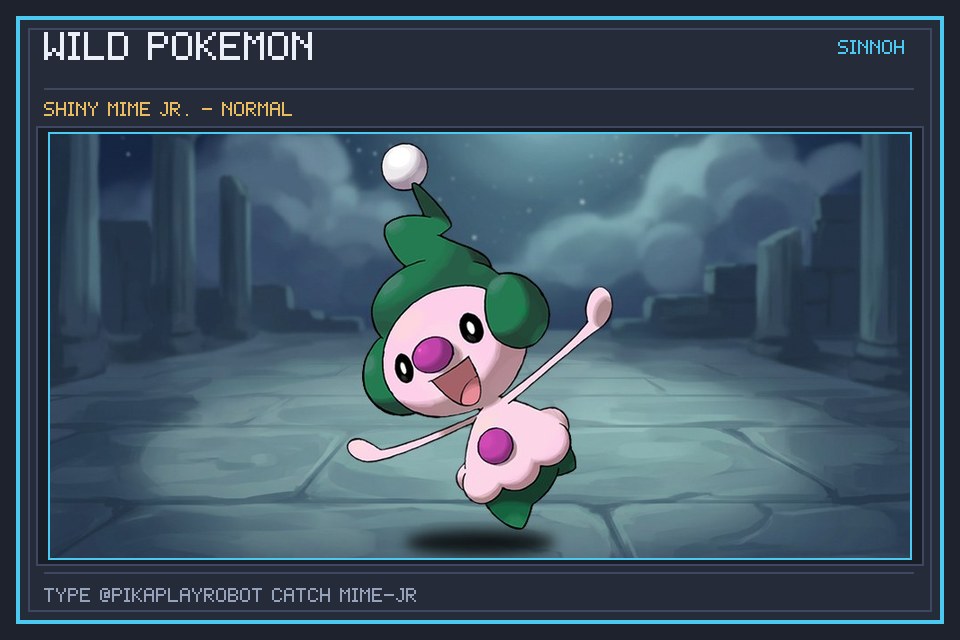 WILD POKEMON
SINNOH
SHINY MIME JR. - NORMAL
TYPE @PIKAPLAYROBOT CATCH MIME-JR